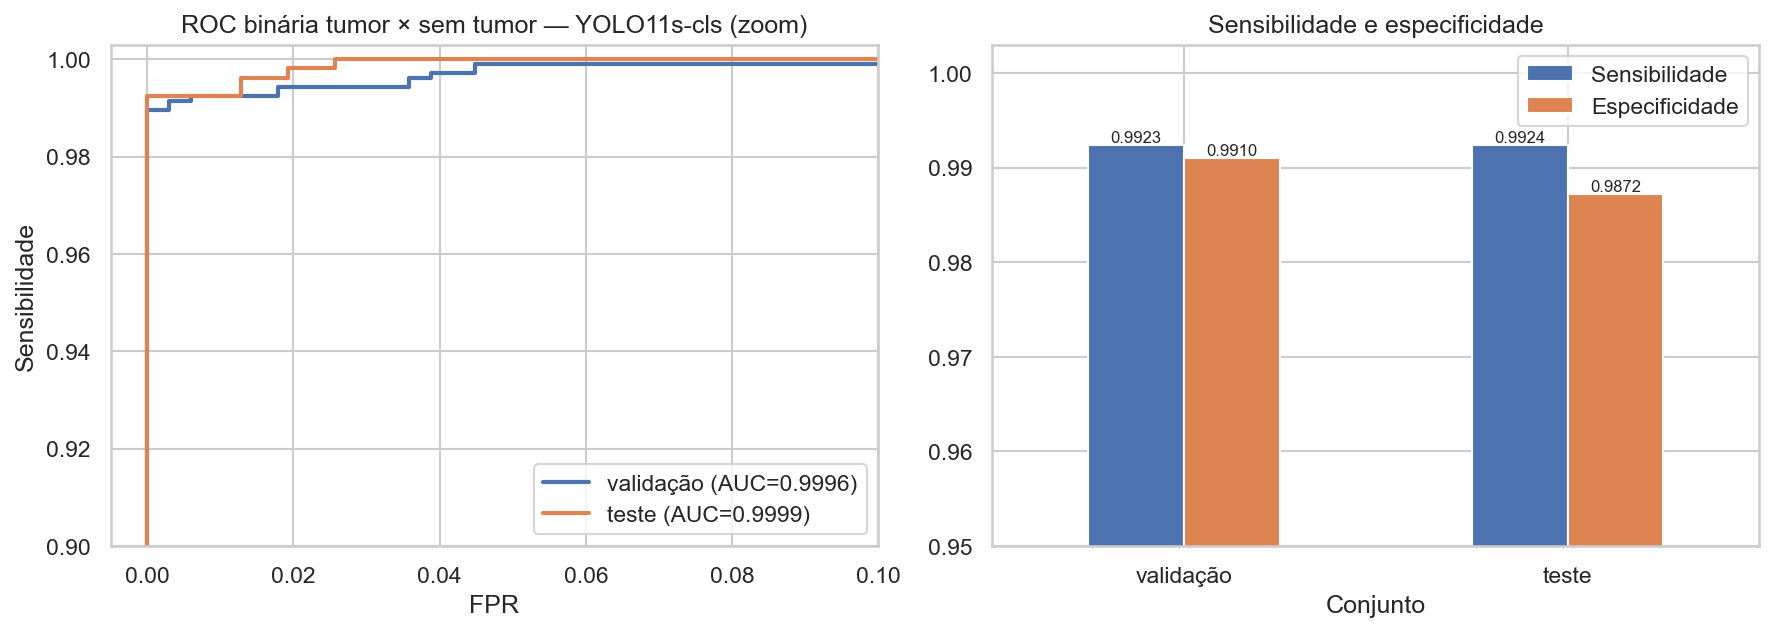 ROC binária tumor × sem tumor — YOLO11s-cls (zoom)
1.00
0.98
0.96
0.94
0.92
0.90
Sensibilidade
validação (AUC=0.9996)
teste (AUC=0.9999)
0.00
0.02
0.04
0.06
0.08
0.10
FPR
Sensibilidade e especificidade
Sensibilidade
Especificidade
1.00
0.99
0.98
0.97
0.96
0.95
0.9923
0.9910
0.9924
0.9872
validação
teste
Conjunto